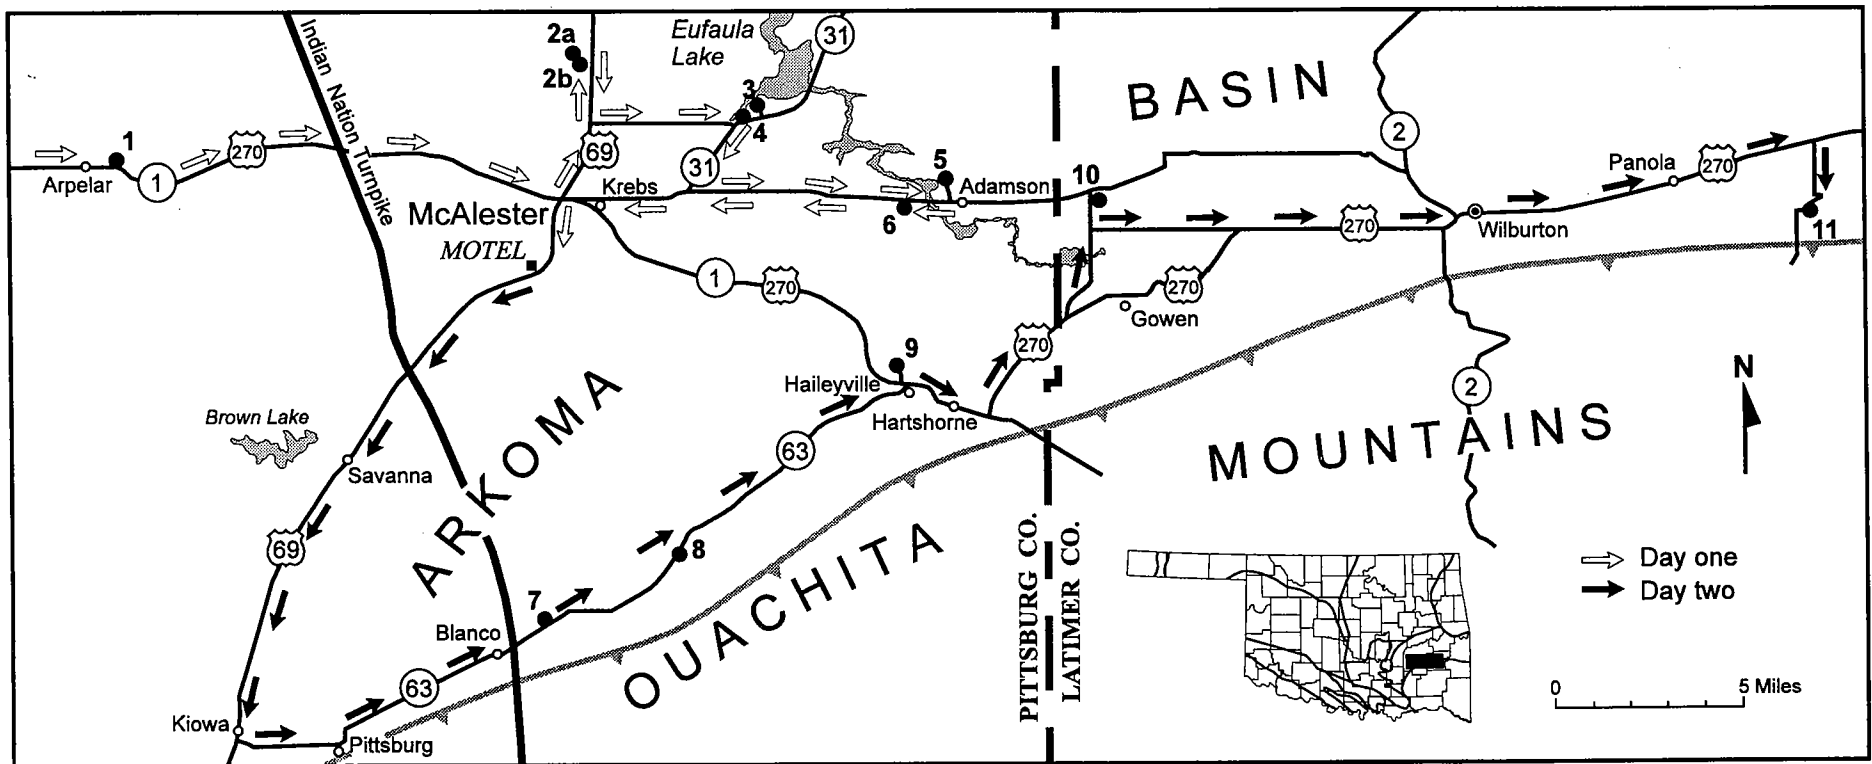 Indian Nation Turnpike
2a
2b
Eufaula
Lake
31
3
4
BASIN
2
1
Arpelar
1
270
69
31
5
Krebs
Adamson
10
Panola
270
McAlester
MOTEL
6
270
Wilburton
11
1
270
270
Gowen
270
9
Haileyville
Hartshorne
2
N
Brown Lake
Savanna
63
ARKOMA
MOUNTAINS
69
8
OUACHITA
PITTSBURG CO.
LATIMER CO.
Day one
Day two
7
Blanco
63
0
5 Miles
Kiowa
Pittsburg